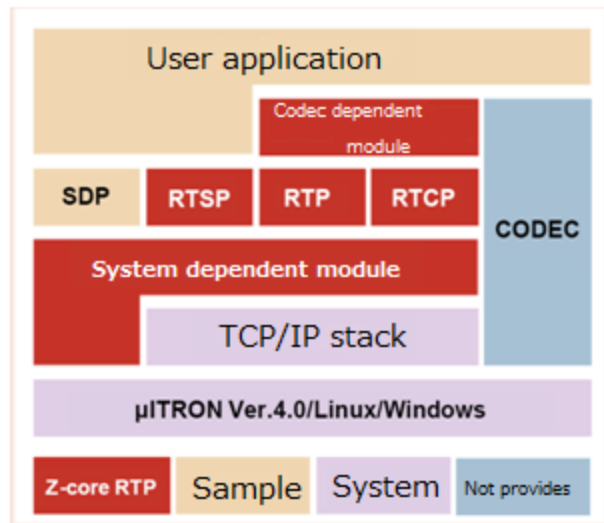 User application
Codec dependent
module
SDP
RTSP
RTP
RTCP
CODEC
System dependent module
TCP/IP stack
μITRON Ver.4.0/Linux/Windows
Z-core RTP
Sample
System
Not provides